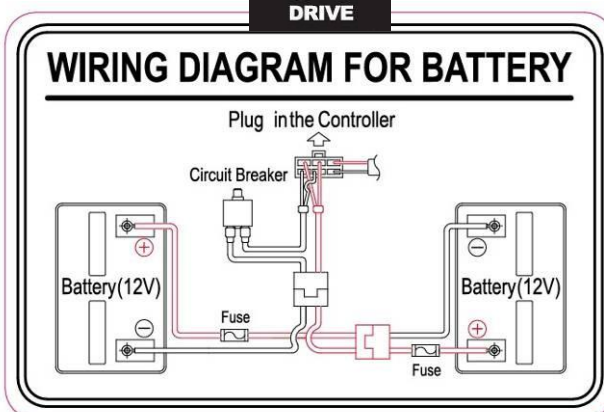 DRIVE
WIRING DIAGRAM FOR BATTERY
Plug in the Controller
Circuit Breaker
+
−
Battery(12V)
Battery(12V)
−
Fuse
+
Fuse